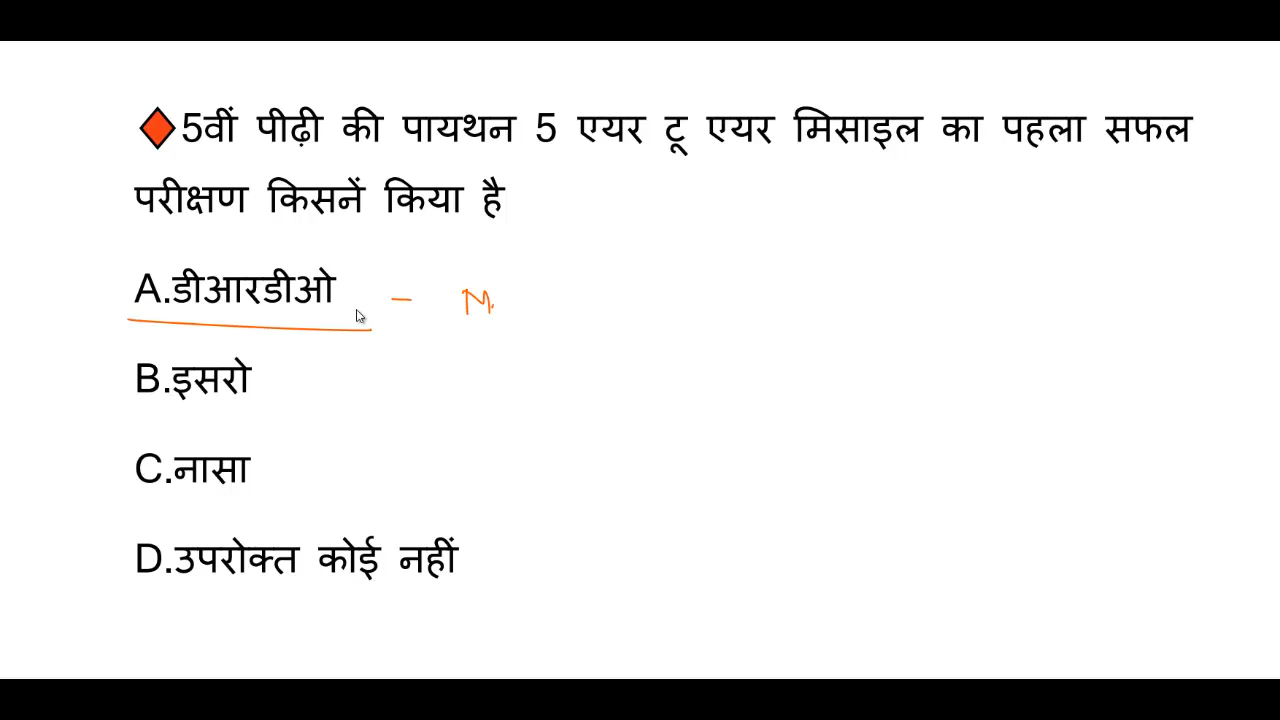 5वीं पीढ़ी की पायथन 5 एयर टू एयर मिसाइल का पहला सफल
परीक्षण किसनें किया है
A.डीआरडीओ - M.
B.इसरो
C.नासा
D.उपरोक्त कोई नहीं